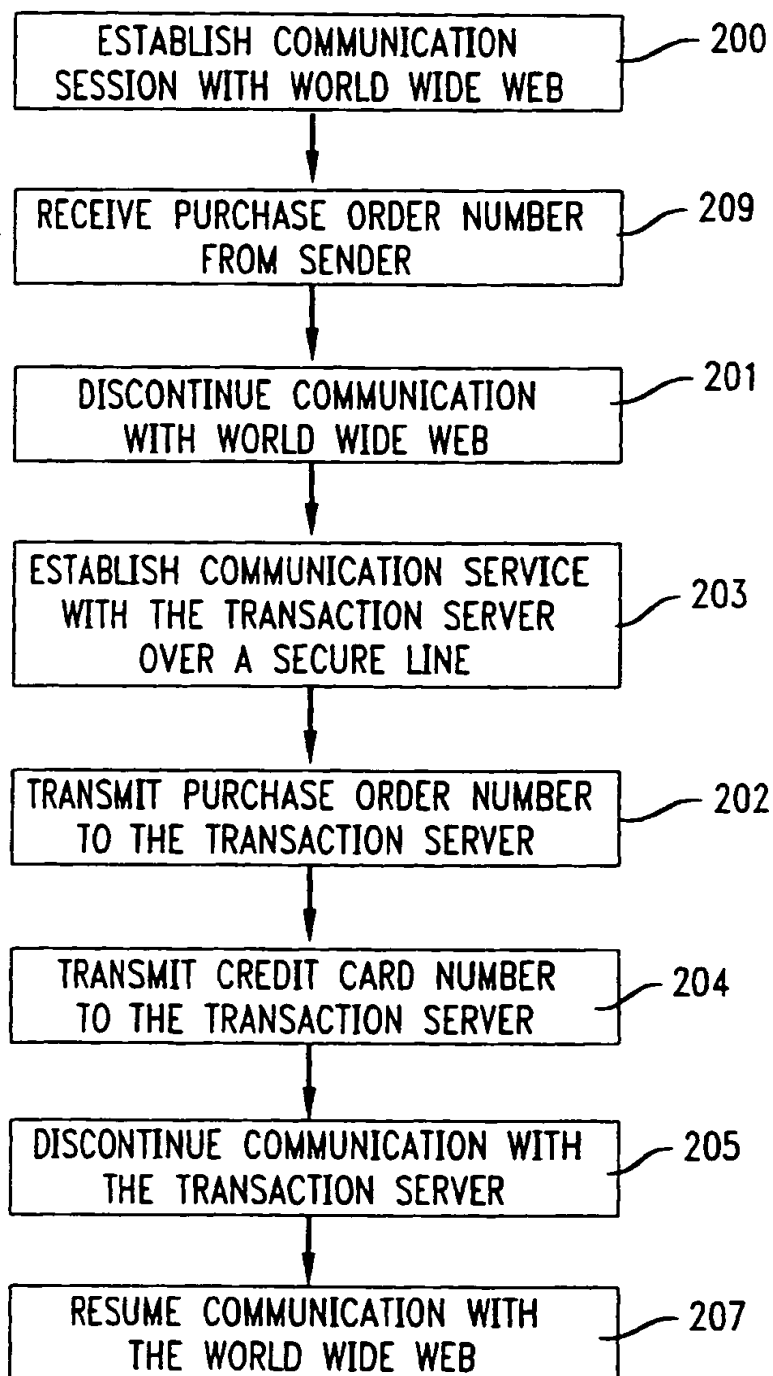 ESTABLISH COMMUNICATION
SESSION WITH WORLD WIDE WEB
200
RECEIVE PURCHASE ORDER NUMBER
FROM SENDER
209
DISCONTINUE COMMUNICATION
WITH WORLD WIDE WEB
201
ESTABLISH COMMUNICATION SERVICE
WITH THE TRANSACTION SERVER
OVER A SECURE LINE
203
TRANSMIT PURCHASE ORDER NUMBER
TO THE TRANSACTION SERVER
202
TRANSMIT CREDIT CARD NUMBER
TO THE TRANSACTION SERVER
204
DISCONTINUE COMMUNICATION WITH
THE TRANSACTION SERVER
205
RESUME COMMUNICATION WITH
THE WORLD WIDE WEB
207